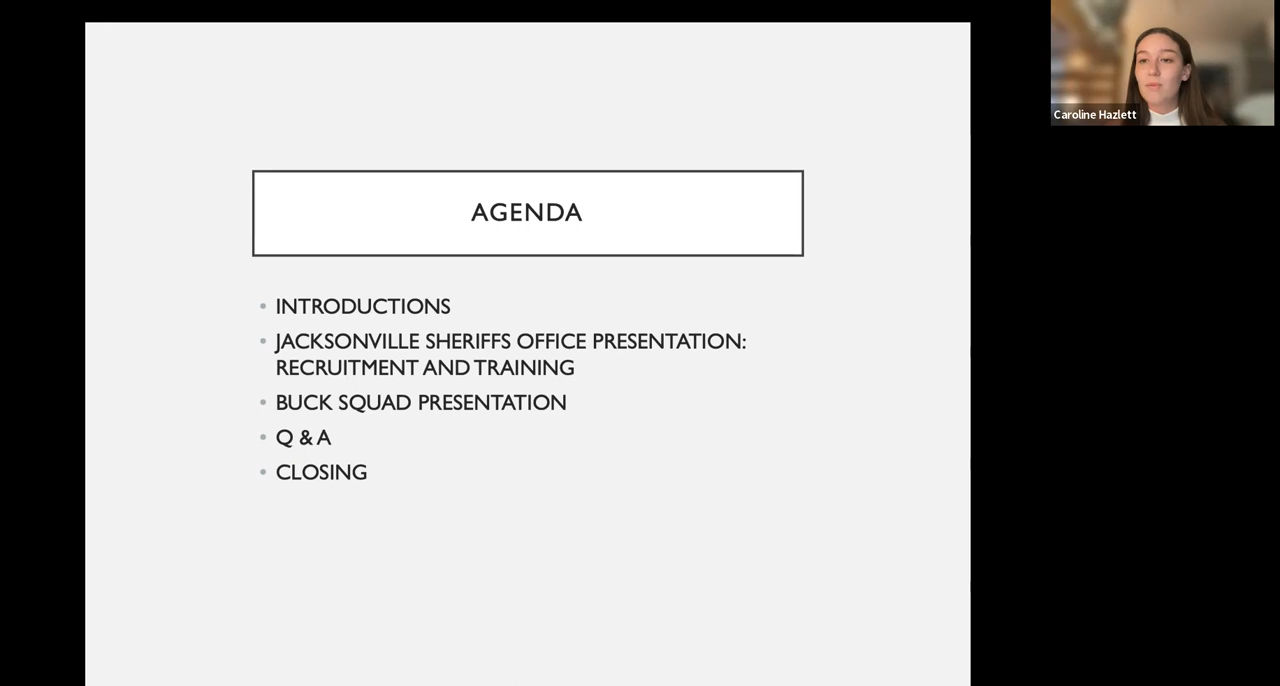 AGENDA
INTRODUCTIONS
JACKSONVILLE SHERIFFS OFFICE PRESENTATION:
RECRUITMENT AND TRAINING
BUCK SQUAD PRESENTATION
Q & A
CLOSING
Caroline Hazlett